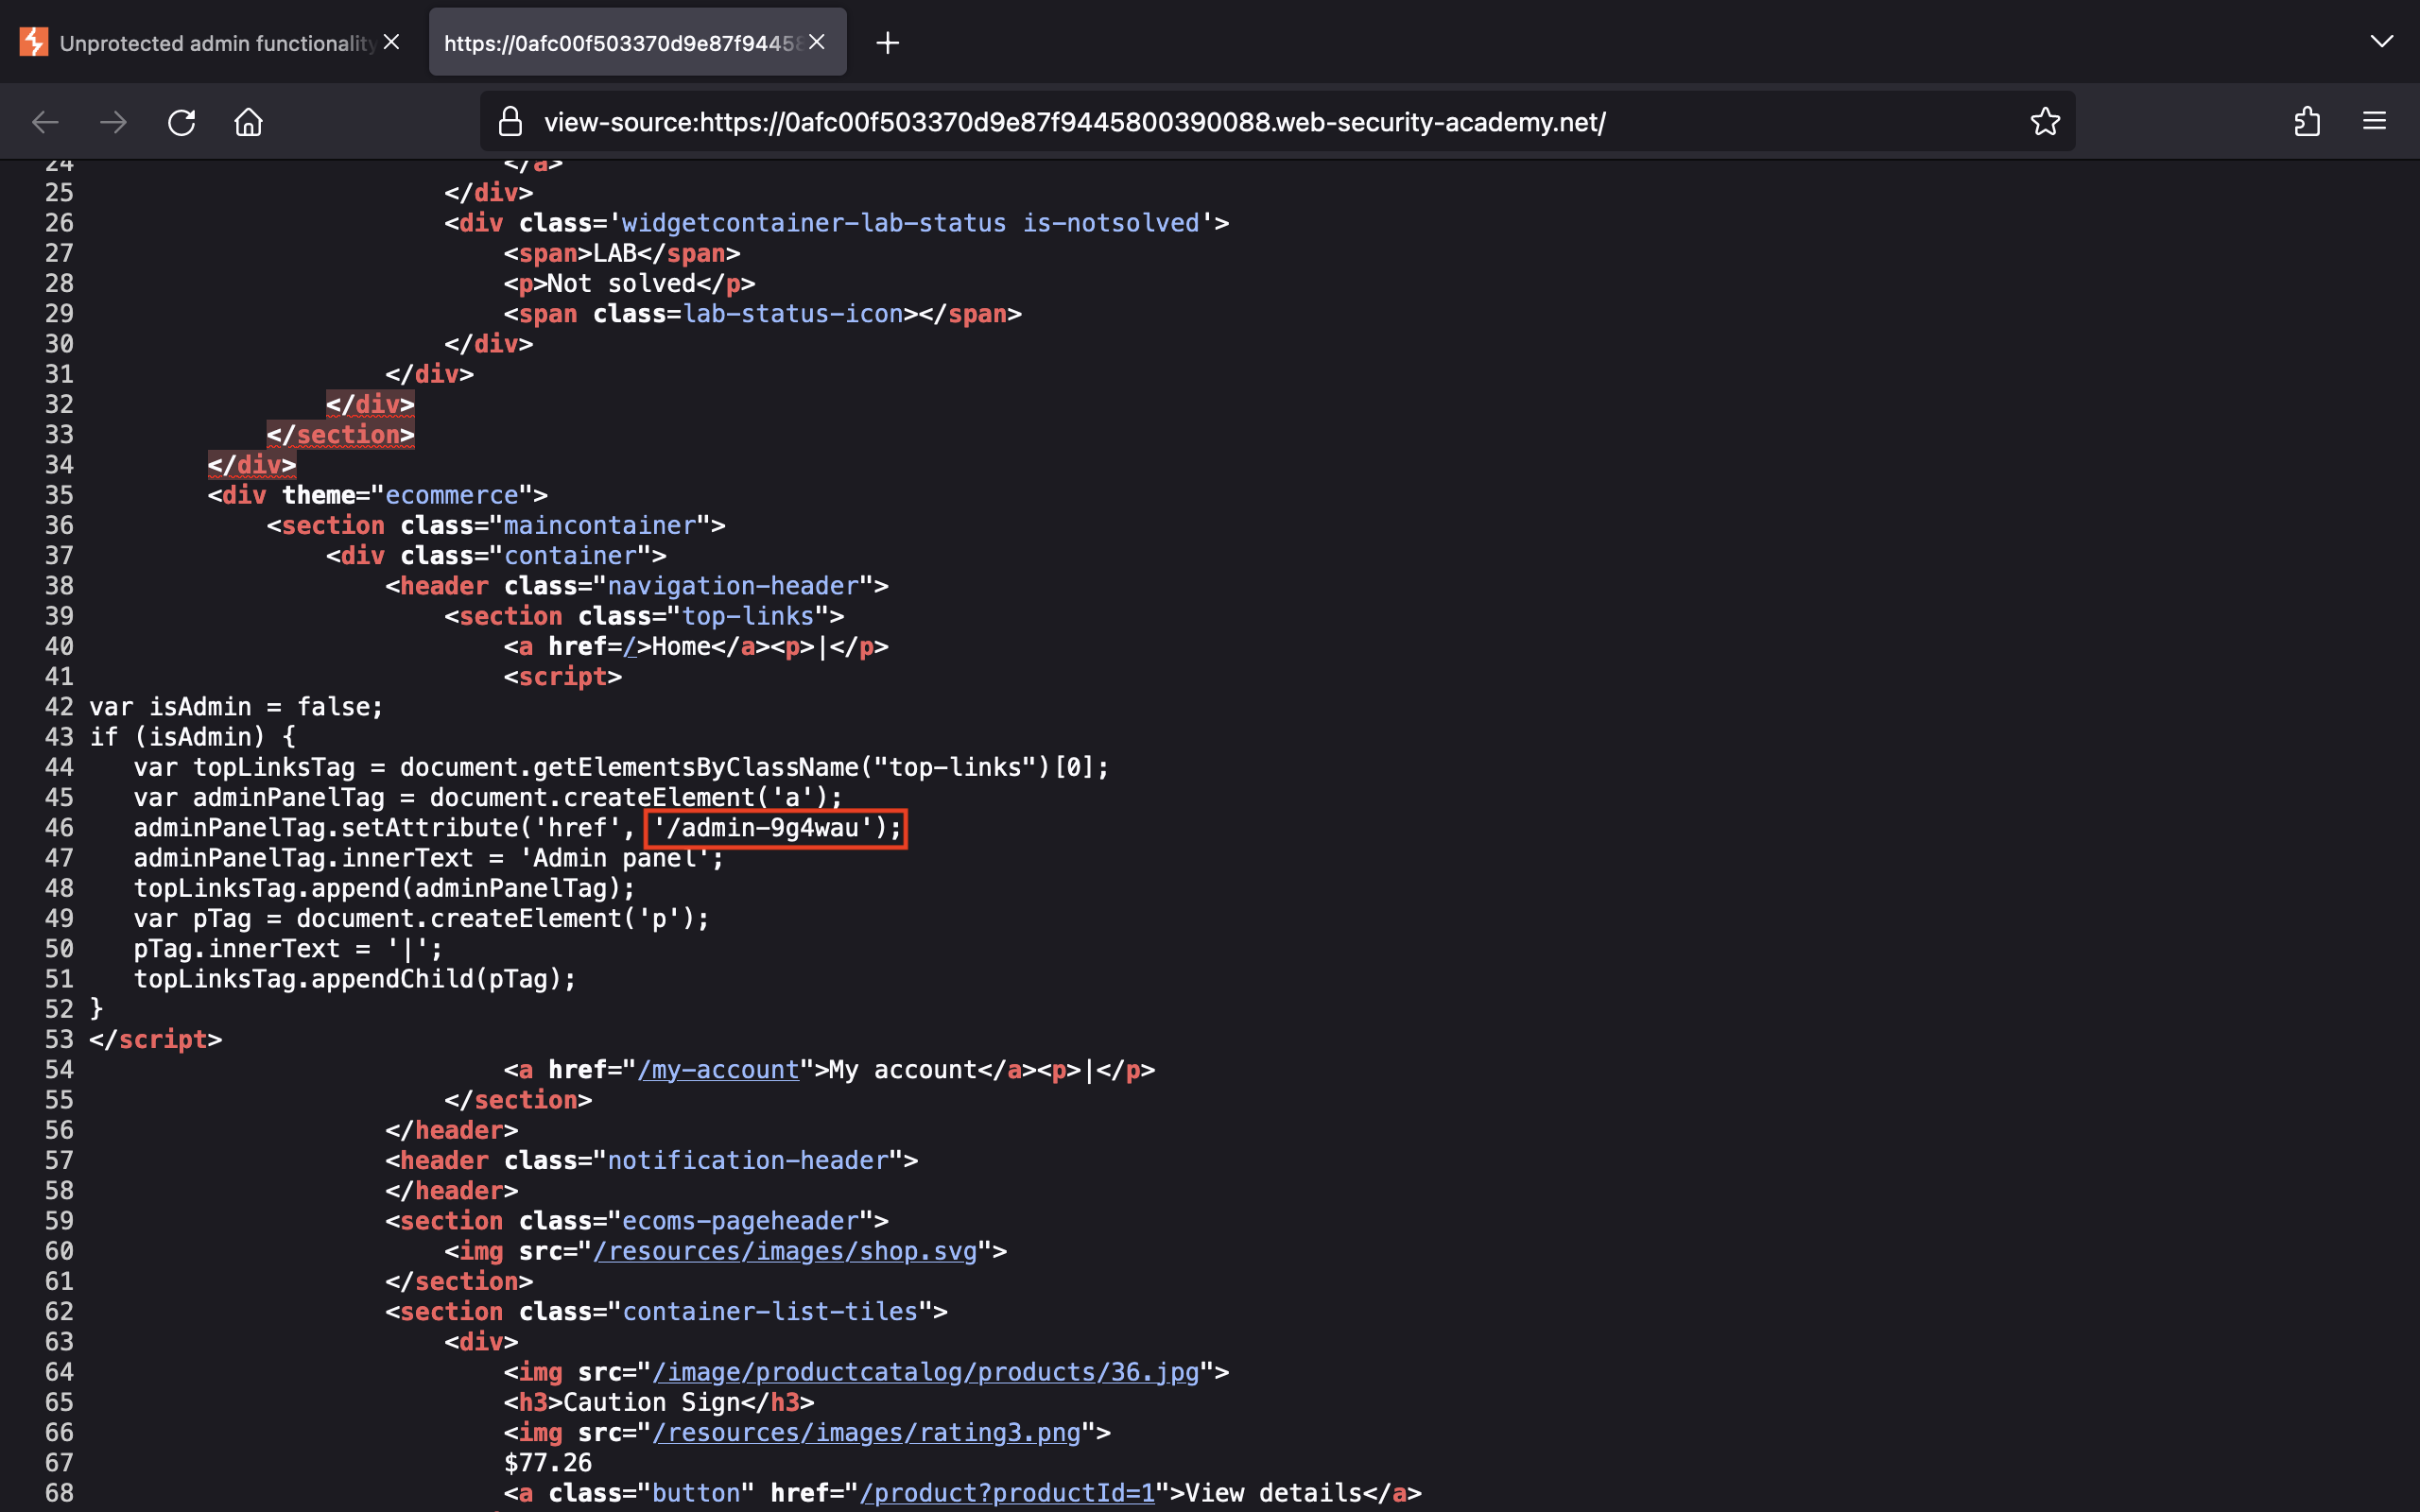 Unprotected admin functionality
https://0afc00f503370d9e87f9445
view-source:https://0afc00f503370d9e87f9445800390088.web-security-academy.net/
24 </a>
25 </div>
26 <div class='widgetcontainer-lab-status is-notsolved'>
27 <span>LAB</span>
28 <p>Not solved</p>
29 <span class=lab-status-icon></span>
30 </div>
31 </div>
32 </div>
33 </section>
34 </div>
35 <div theme="ecommerce">
36 <section class="maincontainer">
37 <div class="container">
38 <header class="navigation-header">
39 <section class="top-links">
40 <a href=/>Home</a><p>|</p>
41 <script>
42 var isAdmin = false;
43 if (isAdmin) {
44 var topLinksTag = document.getElementsByClassName("top-links")[0];
45 var adminPanelTag = document.createElement('a');
46 adminPanelTag.setAttribute('href', '/admin-9g4wau');
47 adminPanelTag.innerText = 'Admin panel';
48 topLinksTag.append(adminPanelTag);
49 var pTag = document.createElement('p');
50 pTag.innerText = '|';
51 topLinksTag.appendChild(pTag);
52 }
53 </script>
54 <a href="/my-account">My account</a><p>|</p>
55 </section>
56 </header>
57 <header class="notification-header">
58 </header>
59 <section class="ecoms-pageheader">
60 <img src="/resources/images/shop.svg">
61 </section>
62 <section class="container-list-tiles">
63 <div>
64 <img src="/image/productcatalog/products/36.jpg">
65 <h3>Caution Sign</h3>
66 <img src="/resources/images/rating3.png">
67 $77.26
68 <a class="button" href="/product?productId=1">View details</a>